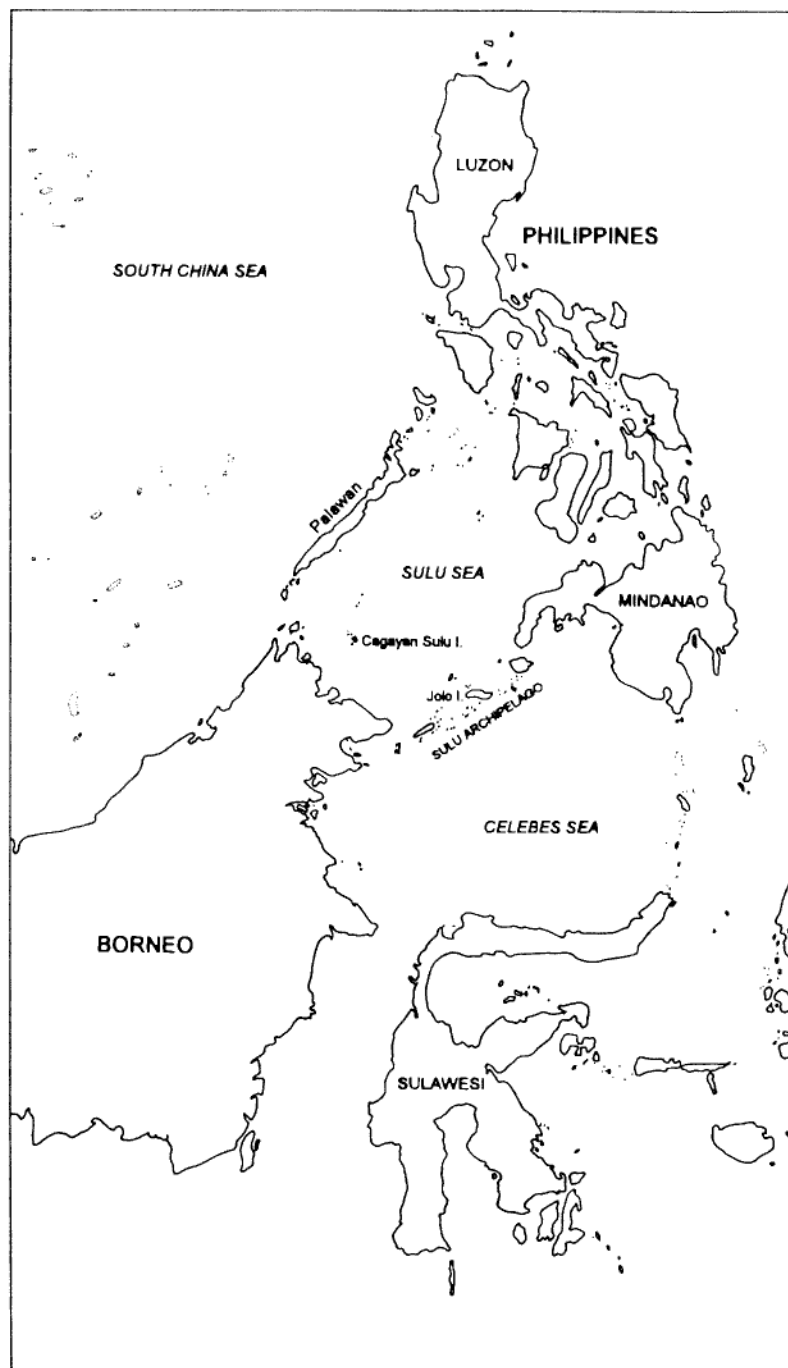 LUZON
PHILIPPINES
SOUTH CHINA SEA
Palawan
SULU SEA
MINDANAO
Cagayan Sulu I.
Jolo I.
SULU ARCHIPELAGO
CELEBES SEA
BORNEO
SULAWESI